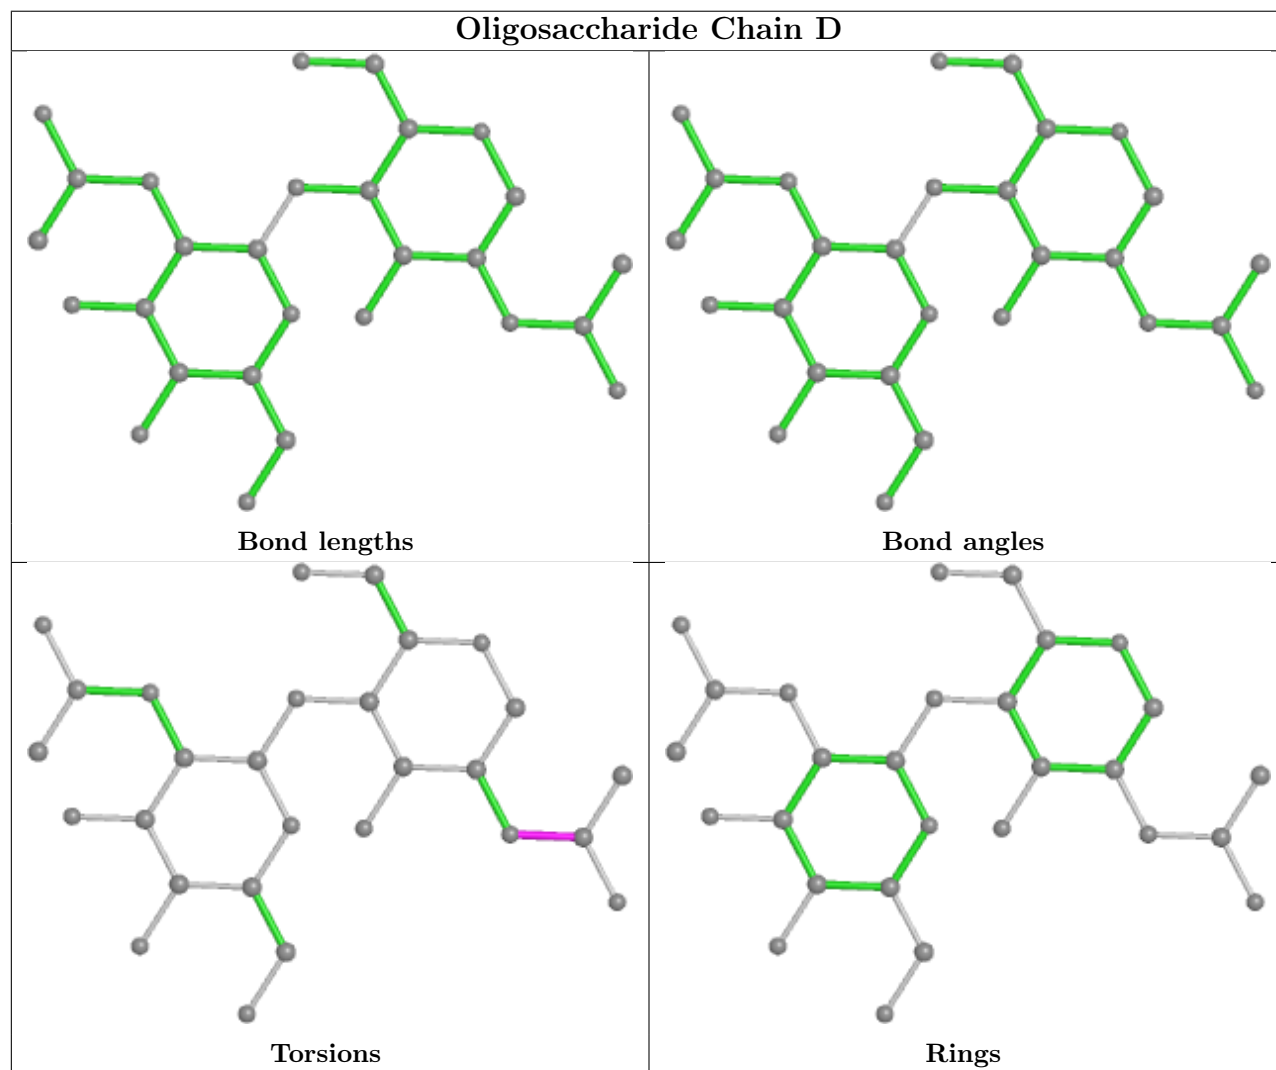 Oligosaccharide Chain D
Bond lengths
Bond angles
Torsions
Rings